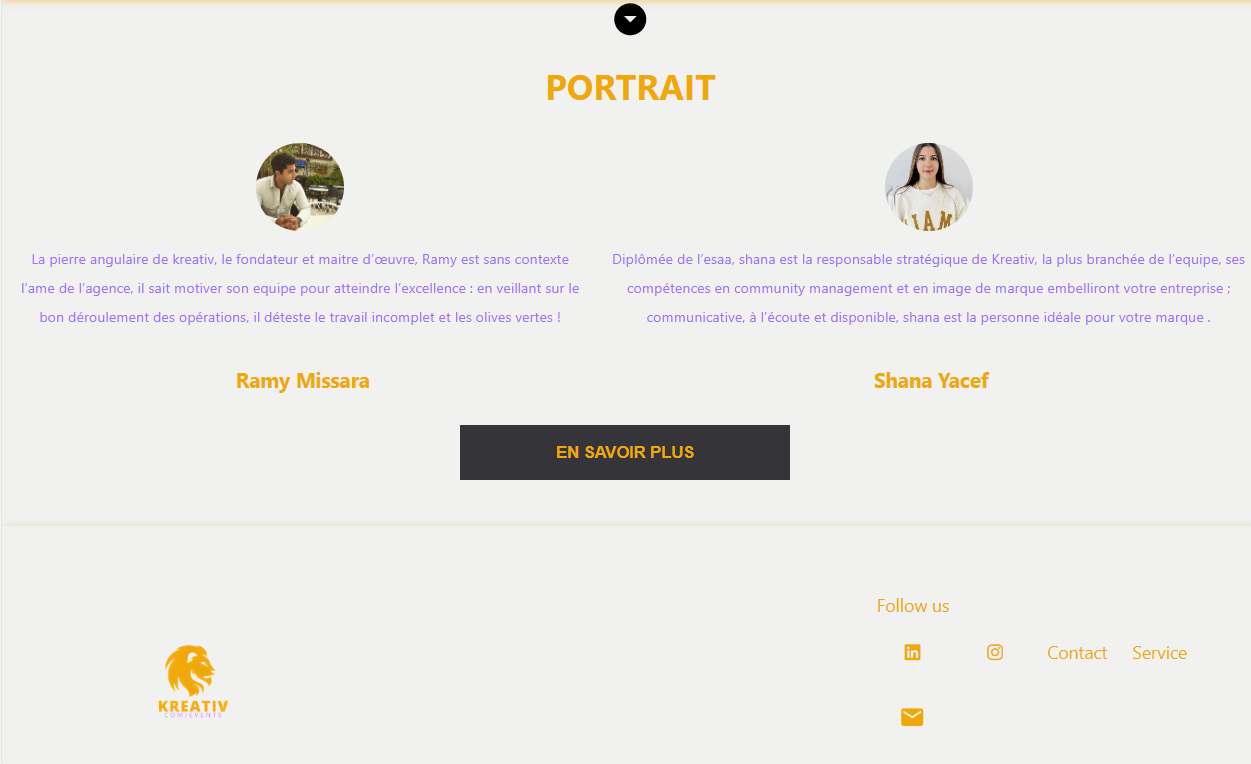 PORTRAIT
La pierre angulaire de kreativ, le fondateur et maitre d’œuvre, Ramy est sans contexte
l’ame de l’agence, il sait motiver son equipe pour atteindre l’excellence : en veillant sur le
bon déroulement des opérations, il déteste le travail incomplet et les olives vertes !
Ramy Missara
Diplômée de l’esaa, shana est la responsable stratégique de Kreativ, la plus branchée de l’equipe, ses
compétences en community management et en image de marque embelliront votre entreprise ;
communicative, à l’écoute et disponible, shana est la personne idéale pour votre marque .
Shana Yacef
EN SAVOIR PLUS
KREATIV
COM/EVENTS
Follow us
in
Contact
Service